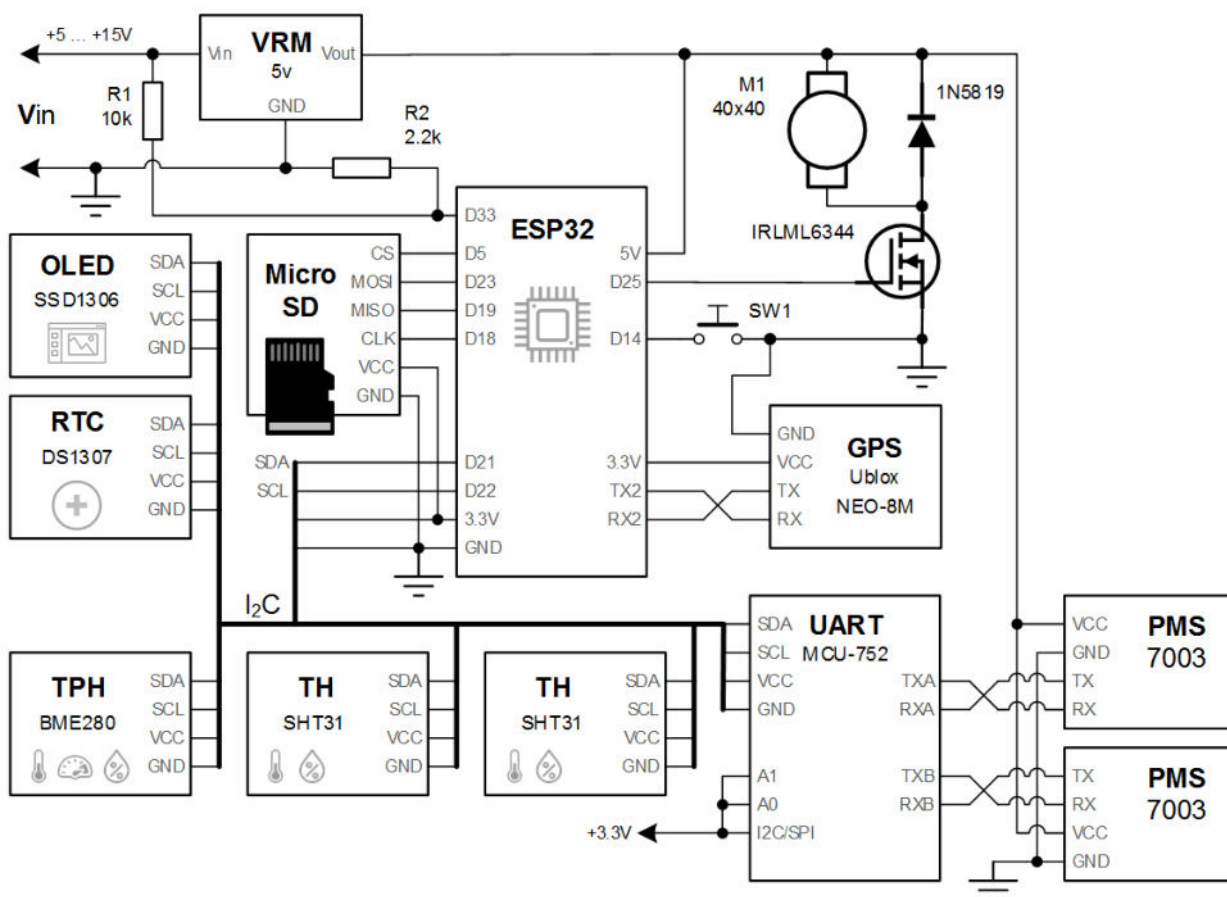 +5 ... +15V
Vin
VRM
5v
Vout
GND
R1
10k
Vin
R2
2.2k
M1
40x40
1N5819
IRLML6344
OLED
SSD1306
SDA
SCL
VCC
GND
Micro
SD
CS
MOSI
MISO
CLK
VCC
GND
ESP32
D33
D5
D23
D19
D18
D21
D22
3.3V
GND
5V
D25
D14
3.3V
TX2
RX2
SW1
RTC
DS1307
SDA
SCL
VCC
GND
SDA
SCL
GPS
Ublox
NEO-8M
GND
VCC
TX
RX
I2C
TPH
BME280
SDA
SCL
VCC
GND
TH
SHT31
SDA
SCL
VCC
GND
TH
SHT31
SDA
SCL
VCC
GND
UART
MCU-752
SDA
SCL
VCC
GND
A1
A0
I2C/SPI
TXA
RXA
TXB
RXB
+3.3V
PMS
7003
VCC
GND
TX
RX
PMS
7003
TX
RX
VCC
GND